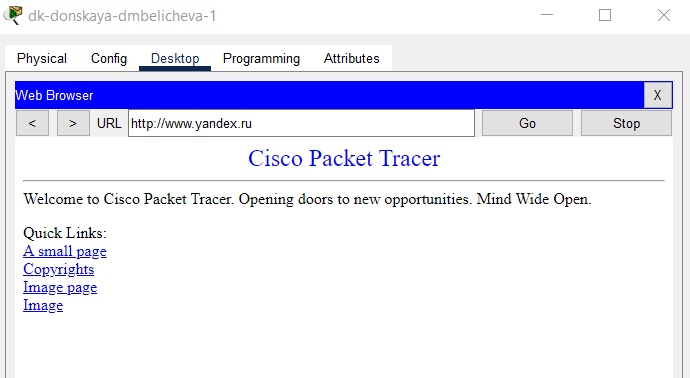 dk-donskaya-dmbelicheva-1
Physical Config Desktop Programming Attributes
Web Browser X
< > URL http://www.yandex.ru Go Stop
Cisco Packet Tracer
Welcome to Cisco Packet Tracer. Opening doors to new opportunities. Mind Wide Open.
Quick Links:
A small page
Copyrights
Image page
Image